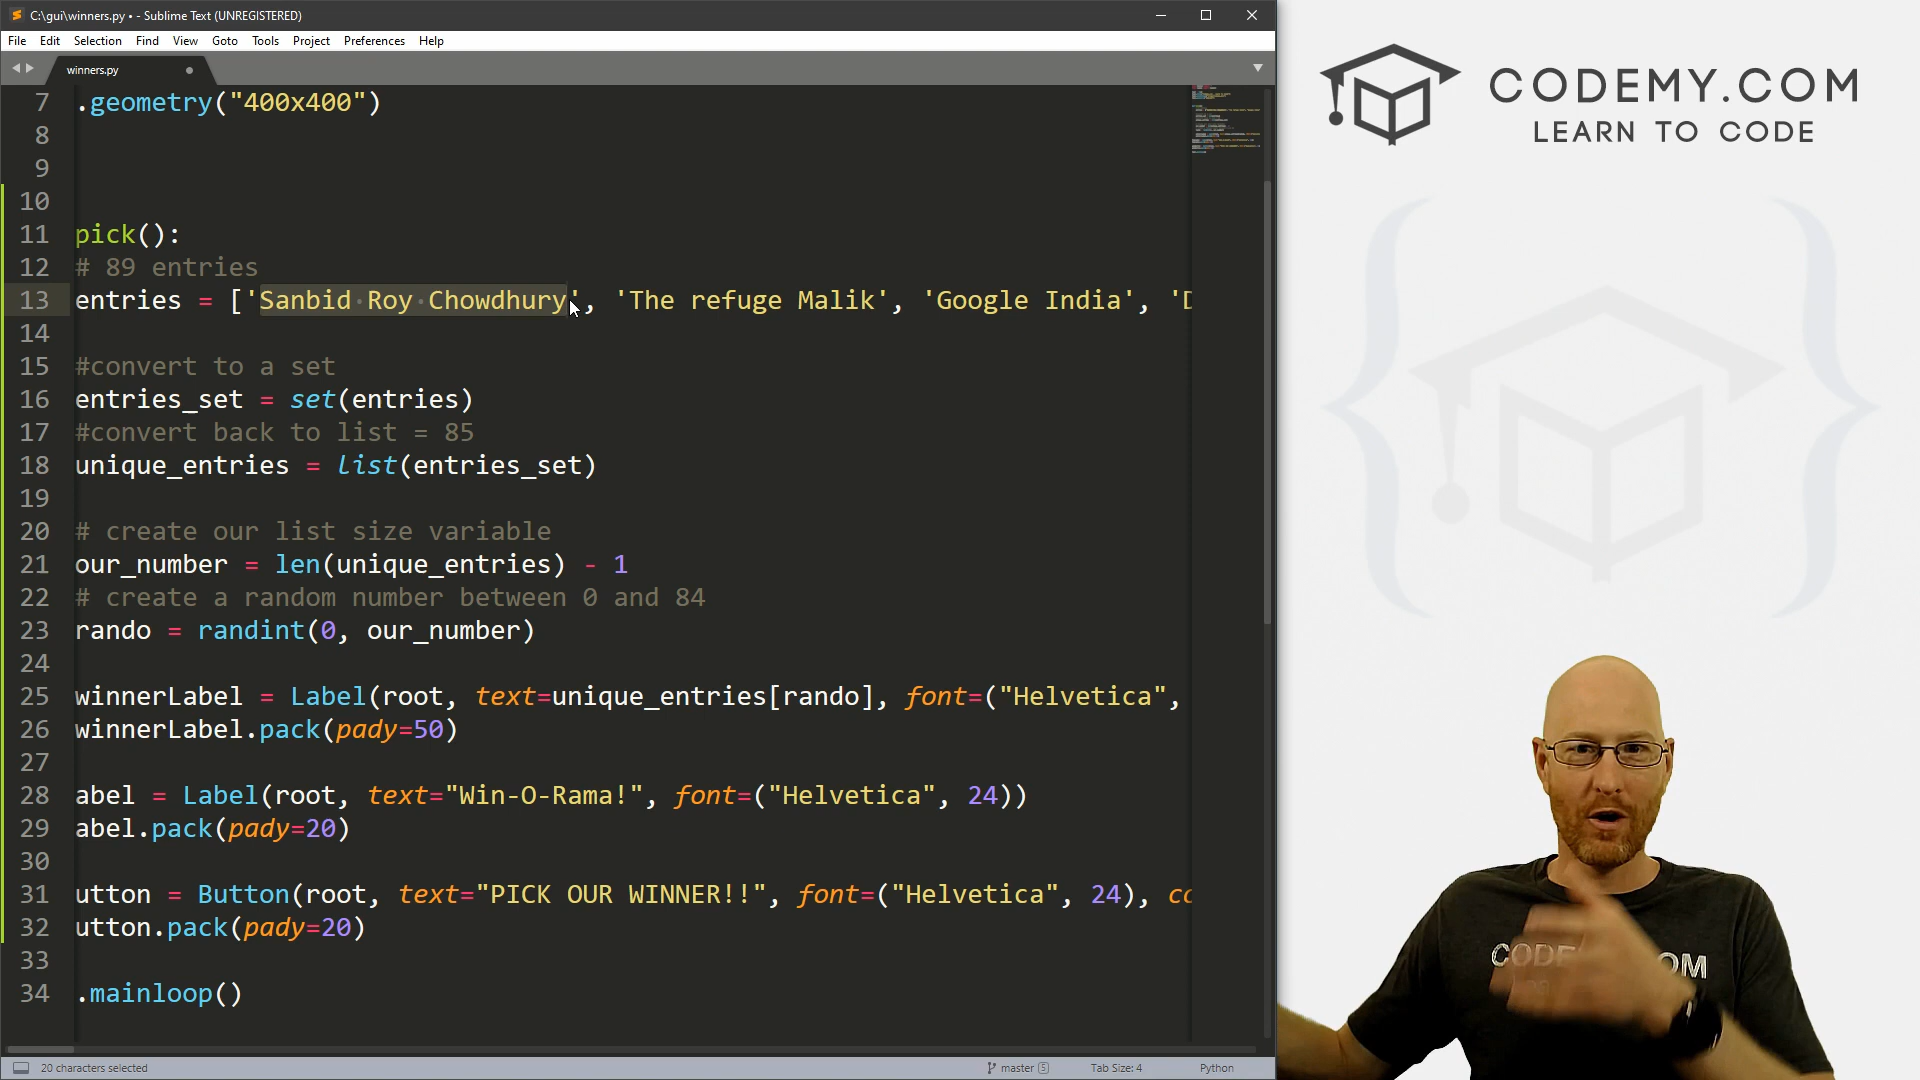 C:\gui\winners.py • - Sublime Text (UNREGISTERED)
File Edit Selection Find View Goto Tools Project Preferences Help
winners.py
7 .geometry("400x400")
8
9
10
11 pick():
12 # 89 entries
13 entries = ['Sanbid Roy Chowdhury', 'The refuge Malik', 'Google India', 'D
14
15 #convert to a set
16 entries_set = set(entries)
17 #convert back to list = 85
18 unique_entries = list(entries_set)
19
20 # create our list size variable
21 our_number = len(unique_entries) - 1
22 # create a random number between 0 and 84
23 rando = randint(0, our_number)
24
25 winnerLabel = Label(root, text=unique_entries[rando], font=("Helvetica",
26 winnerLabel.pack(pady=50)
27
28 abel = Label(root, text="Win-O-Rama!", font=("Helvetica", 24))
29 abel.pack(pady=20)
30
31 utton = Button(root, text="PICK OUR WINNER!!", font=("Helvetica", 24), co
32 utton.pack(pady=20)
33
34 .mainloop()
20 characters selected
master 5
Tab Size: 4
Python
CODEMY.COM
LEARN TO CODE